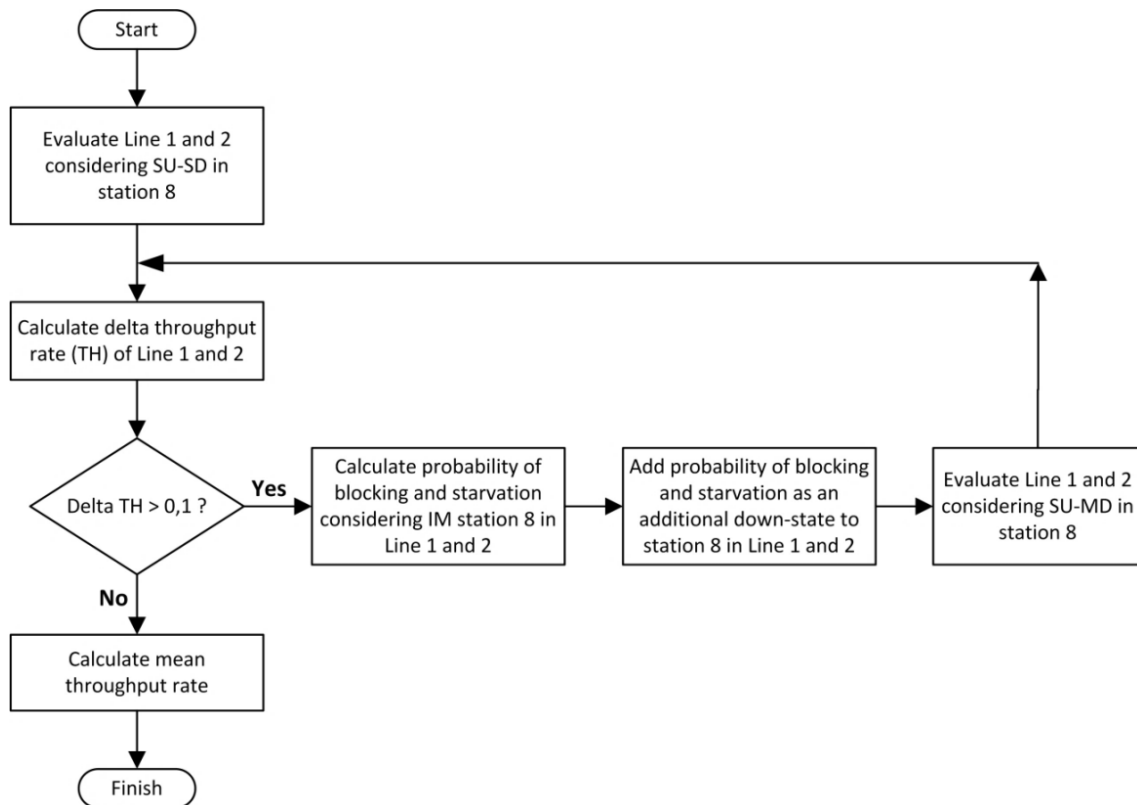 Start
Evaluate Line 1 and 2
considering SU-SD in
station 8
Calculate delta throughput
rate (TH) of Line 1 and 2
Delta TH > 0,1 ?
Yes
Calculate probability of
blocking and starvation
considering IM station 8 in
Line 1 and 2
Add probability of blocking
and starvation as an
additional down-state to
station 8 in Line 1 and 2
Evaluate Line 1 and 2
considering SU-MD in
station 8
No
Calculate mean
throughput rate
Finish